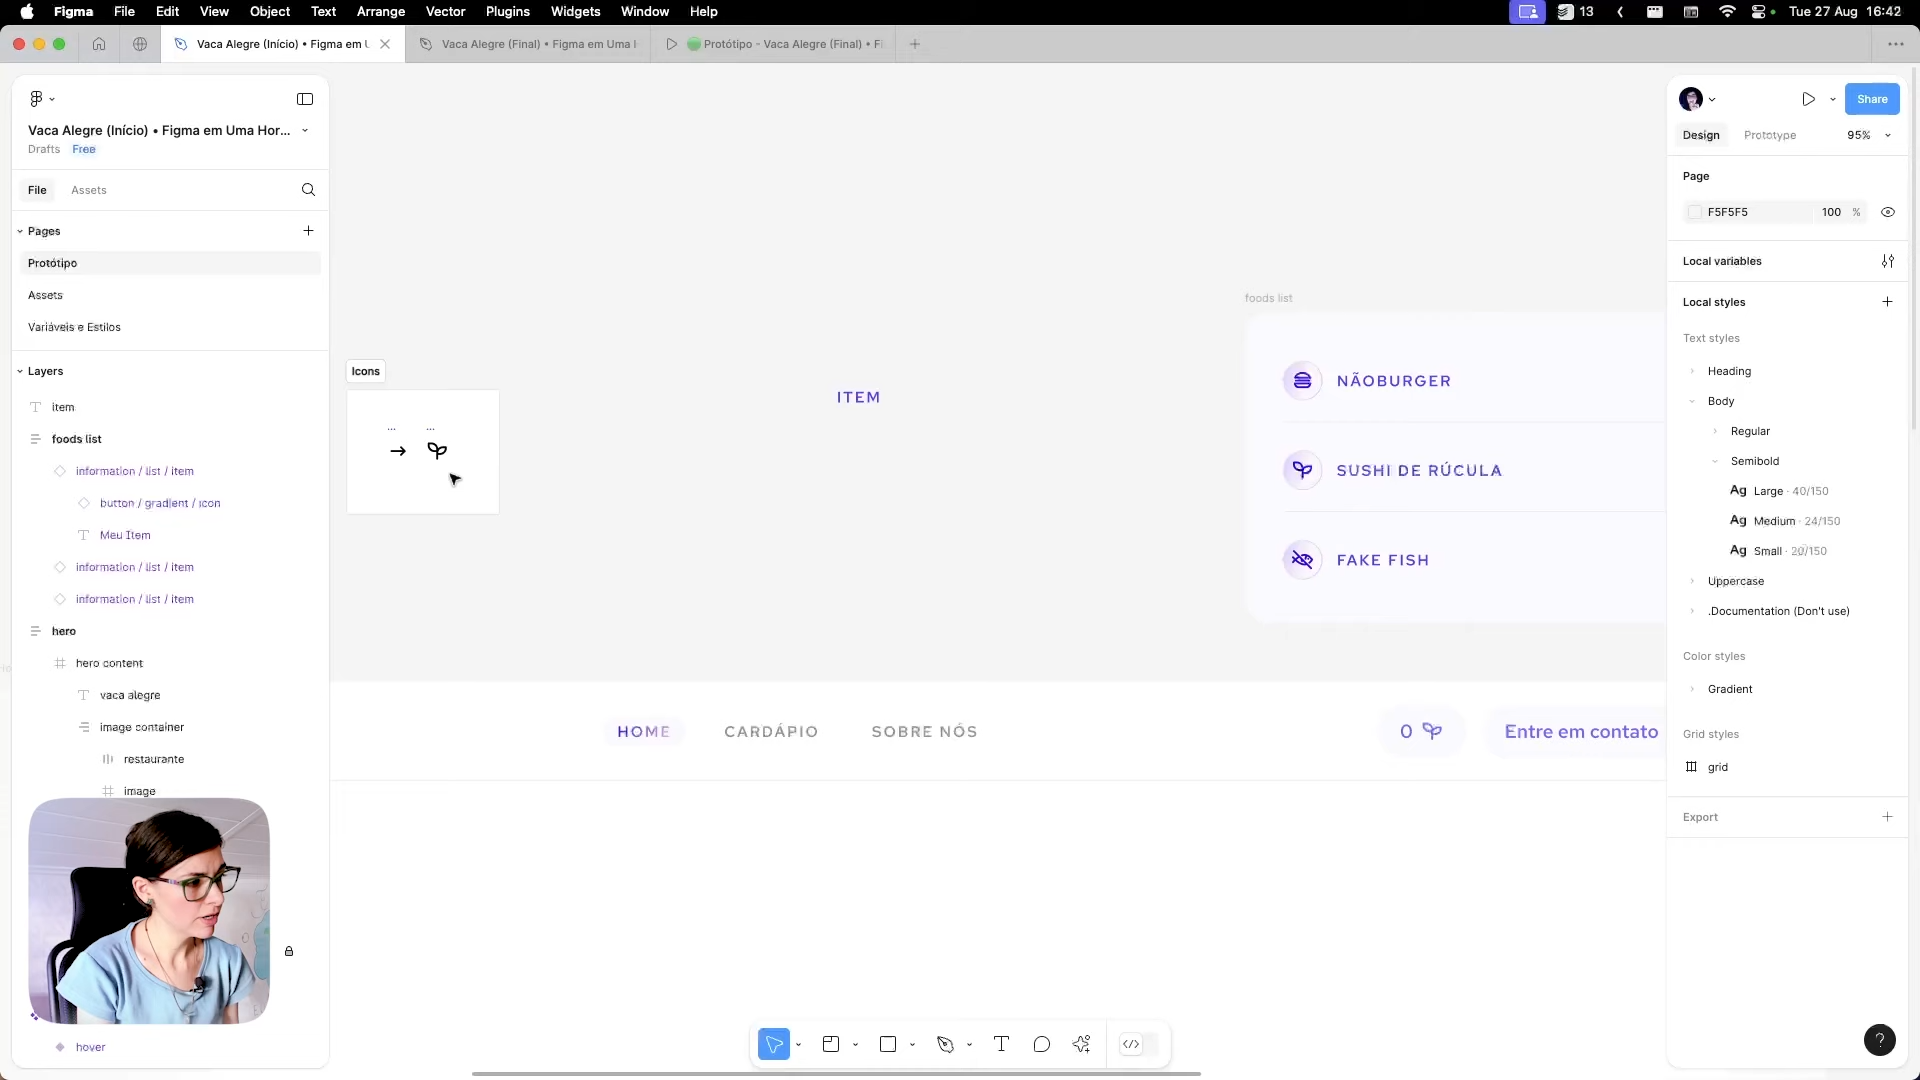 Figma File Edit View Object Text Arrange Vector Plugins Widgets Window Help
13
Tue 27 Aug 16:42
Vaca Alegre (Início) • Figma em U
Vaca Alegre (Final) • Figma em Uma
Protótipo - Vaca Alegre (Final) • F
Vaca Alegre (Início) • Figma em Uma Hor...
Drafts Free
File Assets
Pages
Protótipo
Assets
Variáveis e Estilos
Layers
item
foods list
information / list / item
button / gradient / icon
Meu Item
information / list / item
information / list / item
hero
hero content
vaca alegre
image container
restaurante
image
hover
Icons
...
...
ITEM
foods list
NÃOBURGER
SUSHI DE RÚCULA
FAKE FISH
HOME CARDÁPIO SOBRE NÓS
0
Entre em contato
Share
Design Prototype 95%
Page
F5F5F5 100 %
Local variables
Local styles
Text styles
Heading
Body
Regular
Semibold
Ag Large · 40/150
Ag Medium · 24/150
Ag Small · 20/150
Uppercase
.Documentation (Don't use)
Color styles
Gradient
Grid styles
grid
Export
?